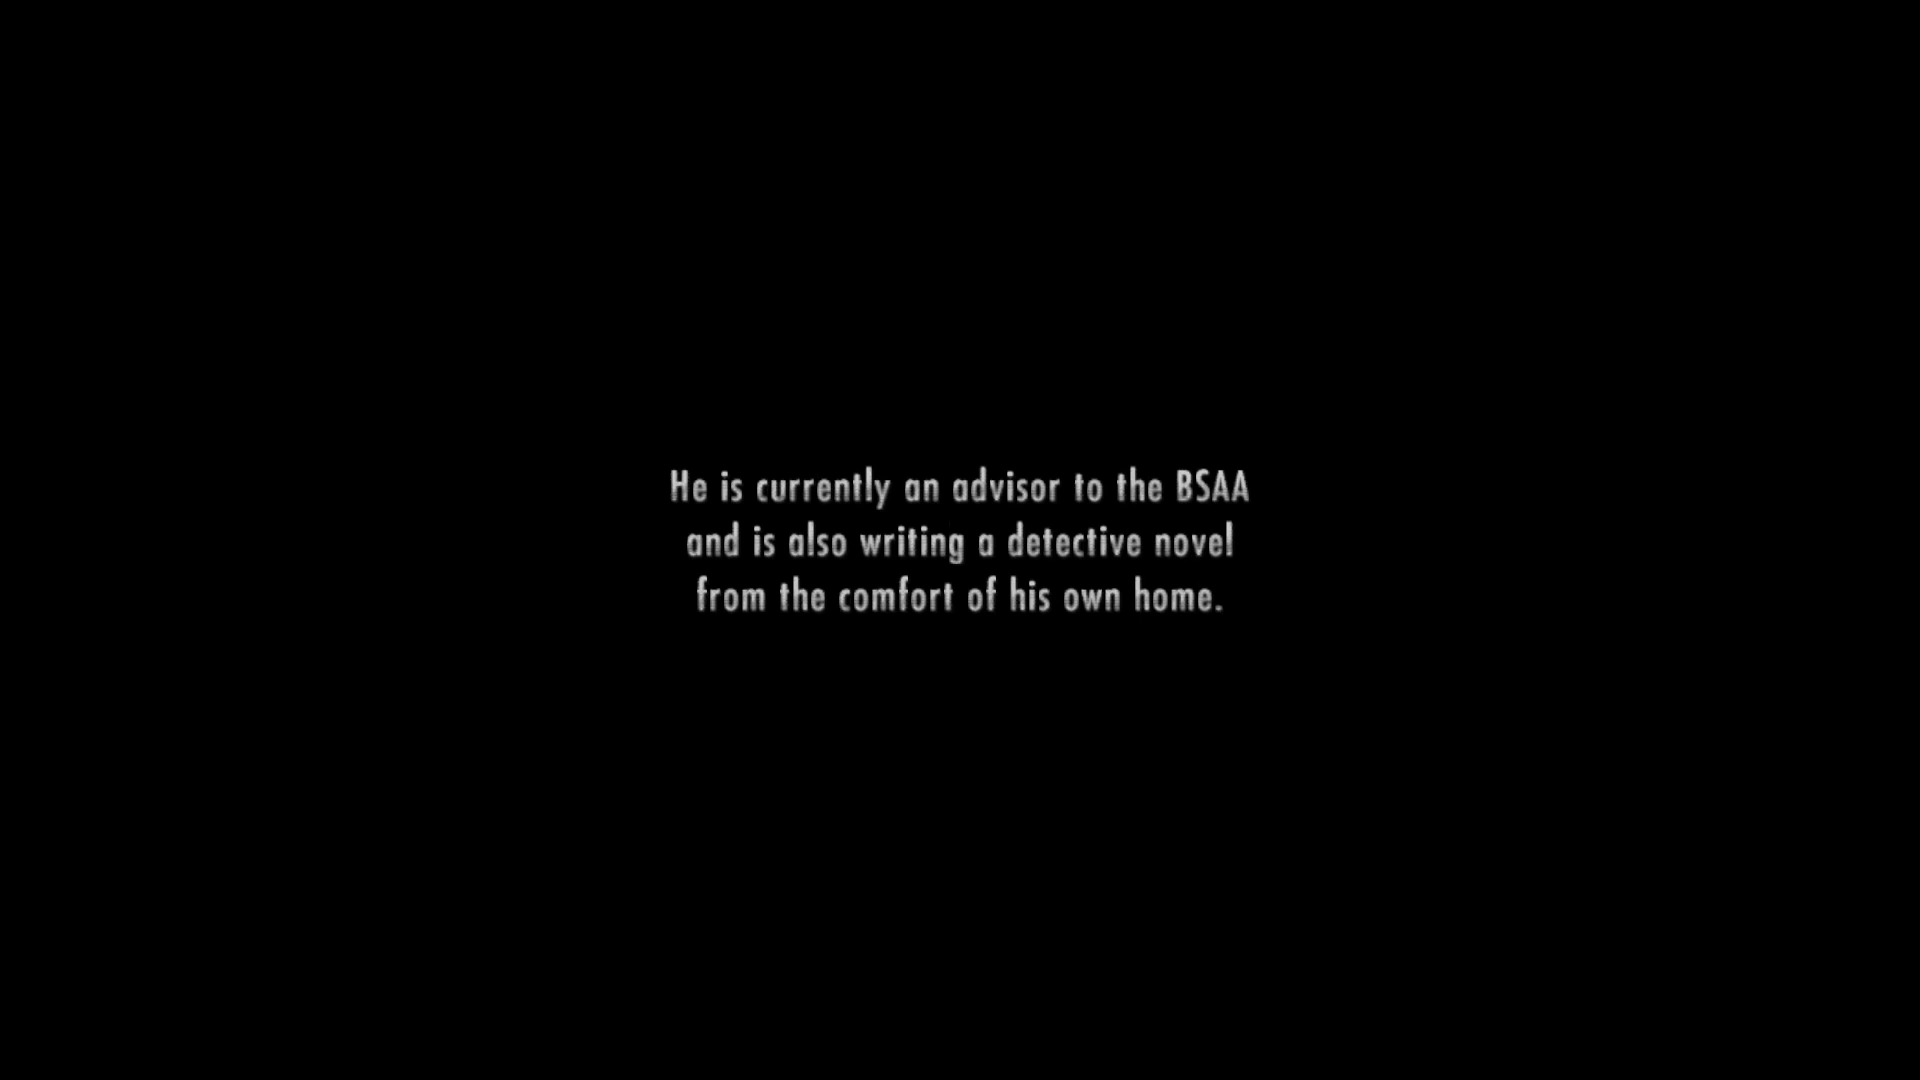 He is currently an advisor to the BSAA
and is also writing a detective novel
from the comfort of his own home.